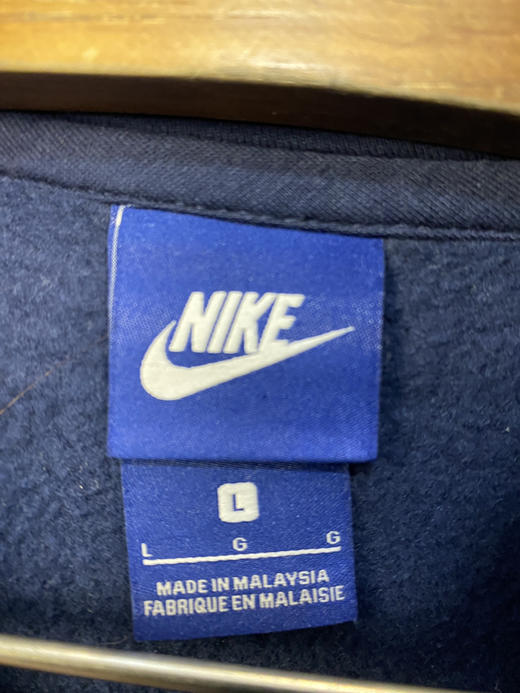 NIKE
L
L G G
MADE IN MALAYSIA
FABRIQUE EN MALAISIE